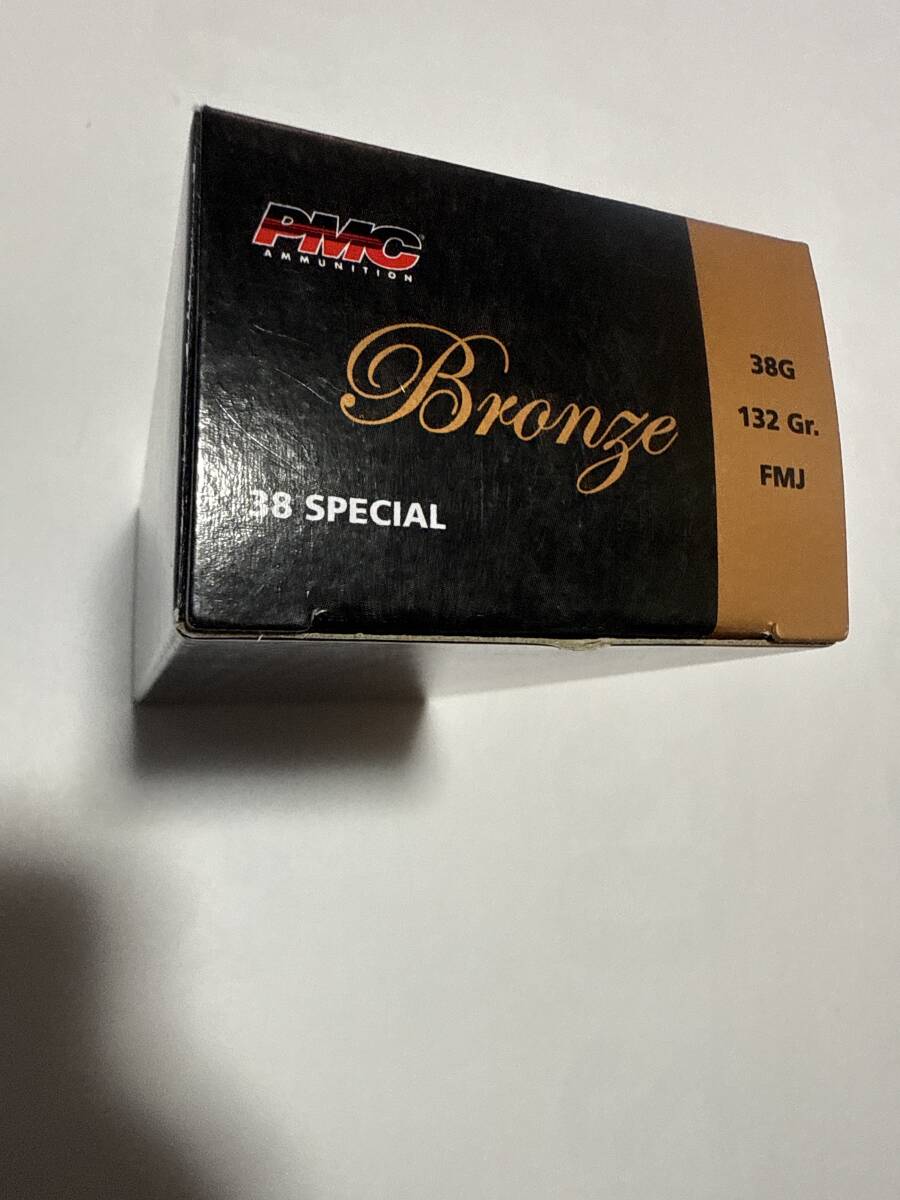 PMC
AMMUNITION
Bronze
38 SPECIAL
38G
132 Gr.
FMJ